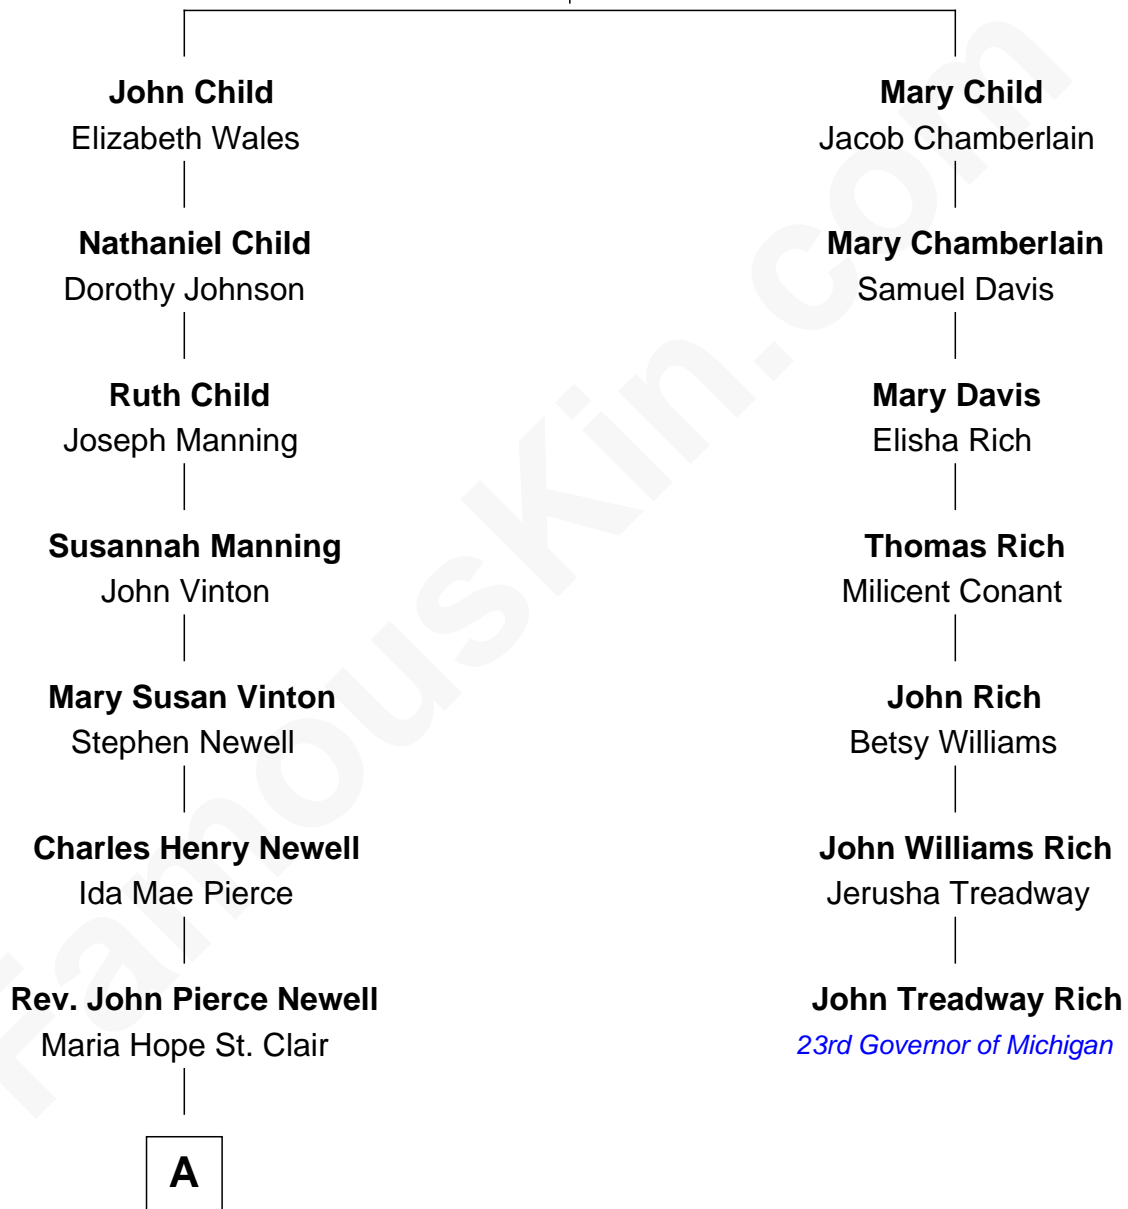 John Child
Elizabeth Wales
Nathaniel Child
Dorothy Johnson
Ruth Child
Joseph Manning
Susannah Manning
John Vinton
Mary Susan Vinton
Stephen Newell
Charles Henry Newell
Ida Mae Pierce
Rev. John Pierce Newell
Maria Hope St. Clair
A
Mary Child
Jacob Chamberlain
Mary Chamberlain
Samuel Davis
Mary Davis
Elisha Rich
Thomas Rich
Milicent Conant
John Rich
Betsy Williams
John Williams Rich
Jerusha Treadway
John Treadway Rich
23rd Governor of Michigan
FamousKin.com